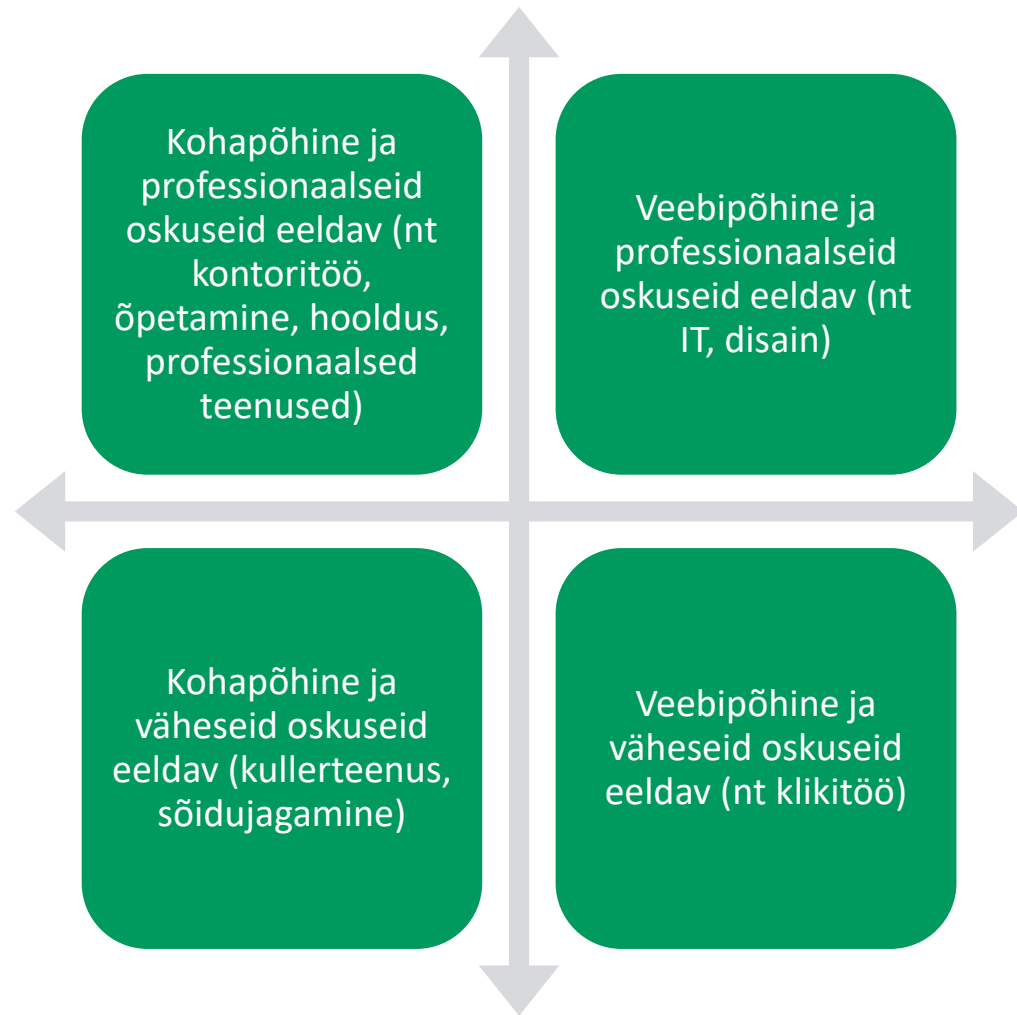 Kohapõhine ja
professionaalseid
oskuseid eeldav (nt
kontoritöö,
õpetamine, hooldus,
professionaalsed
teenused)
Veebipõhine ja
professionaalseid
oskuseid eeldav (nt
IT, disain)
Kohapõhine ja
väheseid oskuseid
eeldav (kullerteenus,
sõidujagamine)
Veebipõhine ja
väheseid oskuseid
eeldav (nt klikitöö)